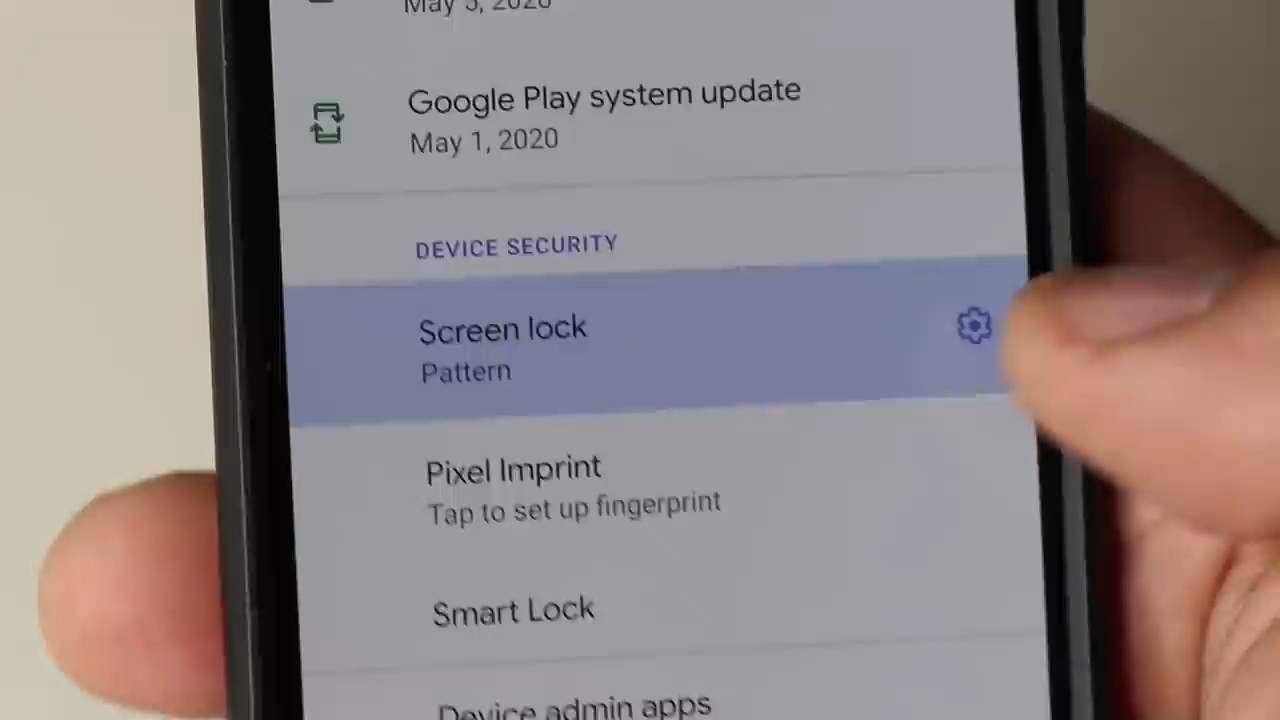 May 5, 2020
Google Play system update
May 1, 2020
DEVICE SECURITY
Screen lock
Pattern
Pixel Imprint
Tap to set up fingerprint
Smart Lock
Device admin apps